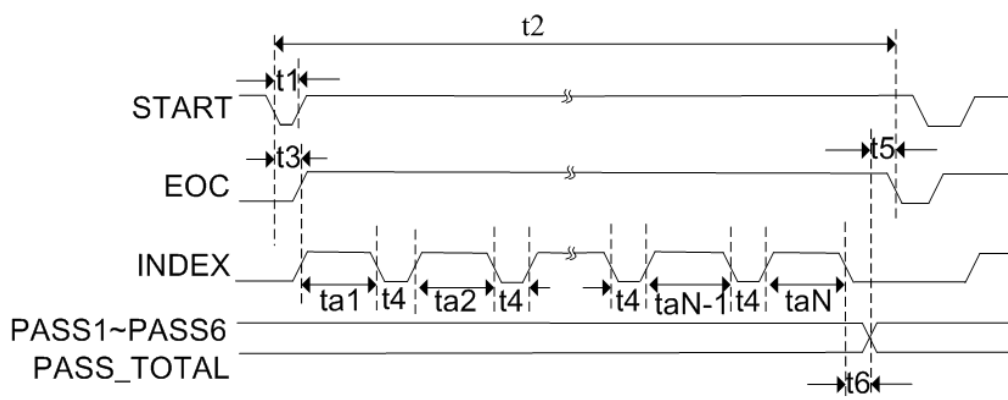 t2
t1
START
t5
t3
EOC
INDEX
ta1 t4 ta2 t4 t4 taN-1 t4 taN
PASS1~PASS6
PASS_TOTAL
t6